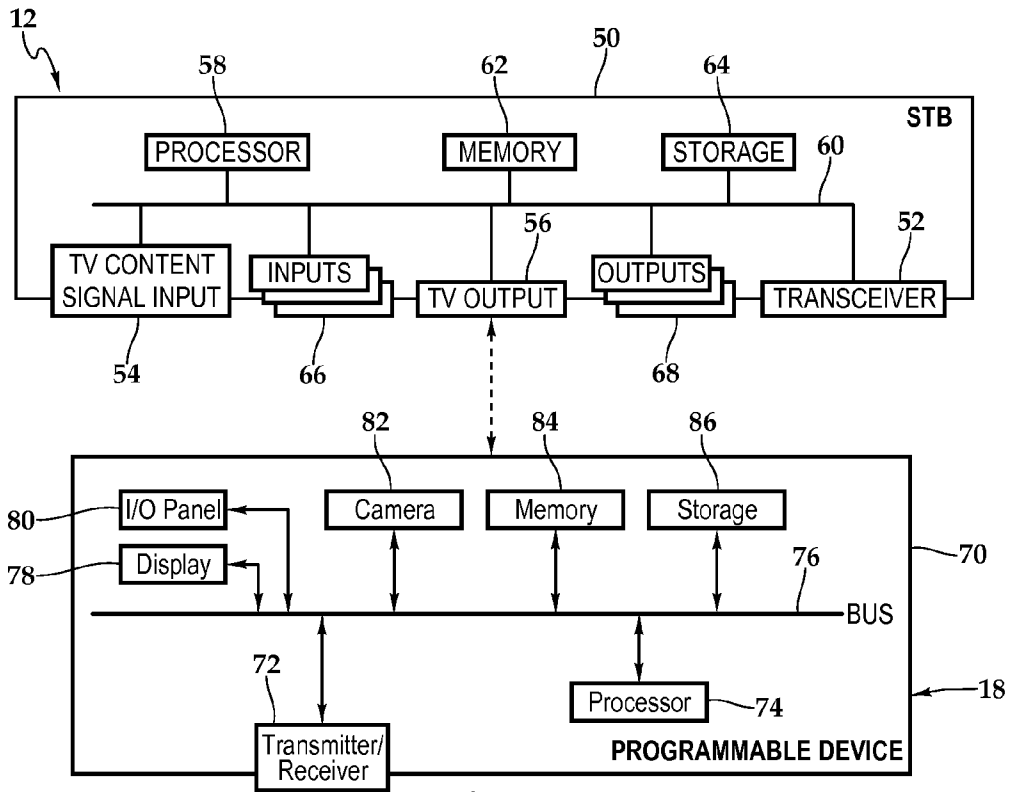 12
50
58
62
64
STB
PROCESSOR
MEMORY
STORAGE
60
56
52
TV CONTENT
SIGNAL INPUT
INPUTS
TV OUTPUT
OUTPUTS
TRANSCEIVER
54
66
68
82
84
86
80
I/O Panel
Camera
Memory
Storage
70
78
Display
76
BUS
72
Processor
74
18
Transmitter/
Receiver
PROGRAMMABLE DEVICE